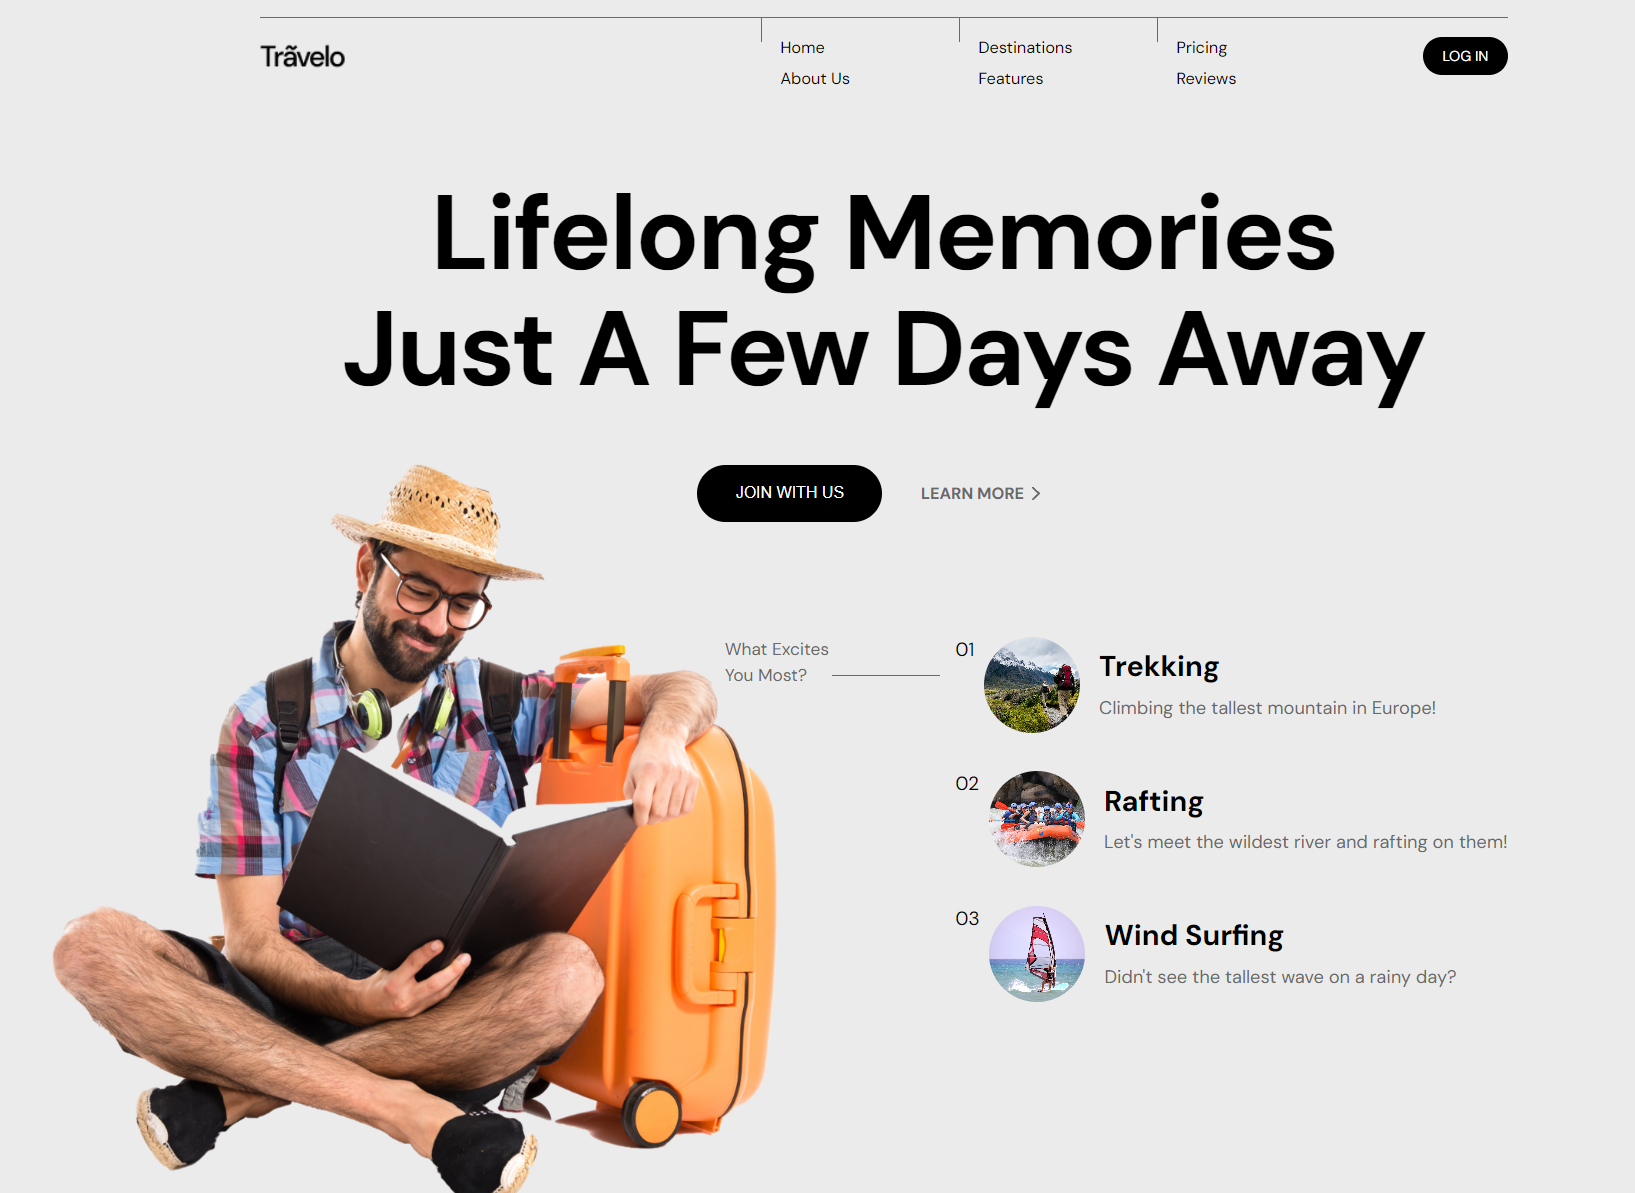 Trãvelo
Home
About Us
Destinations
Features
Pricing
Reviews
LOG IN
Lifelong Memories
Just A Few Days Away
JOIN WITH US
LEARN MORE
What Excites
You Most?
01
Trekking
Climbing the tallest mountain in Europe!
02
Rafting
Let's meet the wildest river and rafting on them!
03
Wind Surfing
Didn't see the tallest wave on a rainy day?